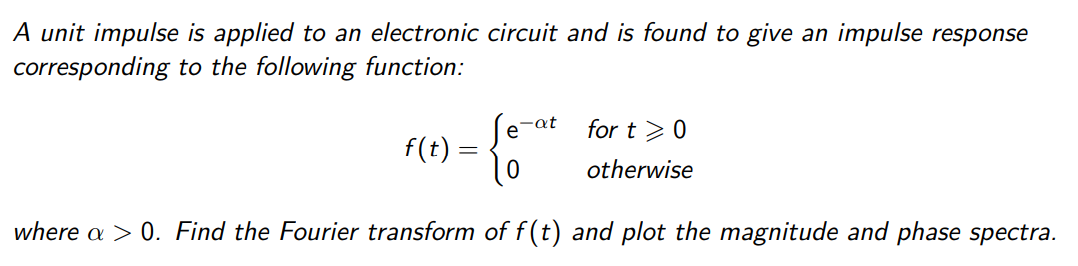 A unit impulse is applied to an electronic circuit and is found to give an impulse response
corresponding to the following function:
f(t) = { e^{−αt} for t ⩾ 0
0 otherwise
where α > 0. Find the Fourier transform of f(t) and plot the magnitude and phase spectra.